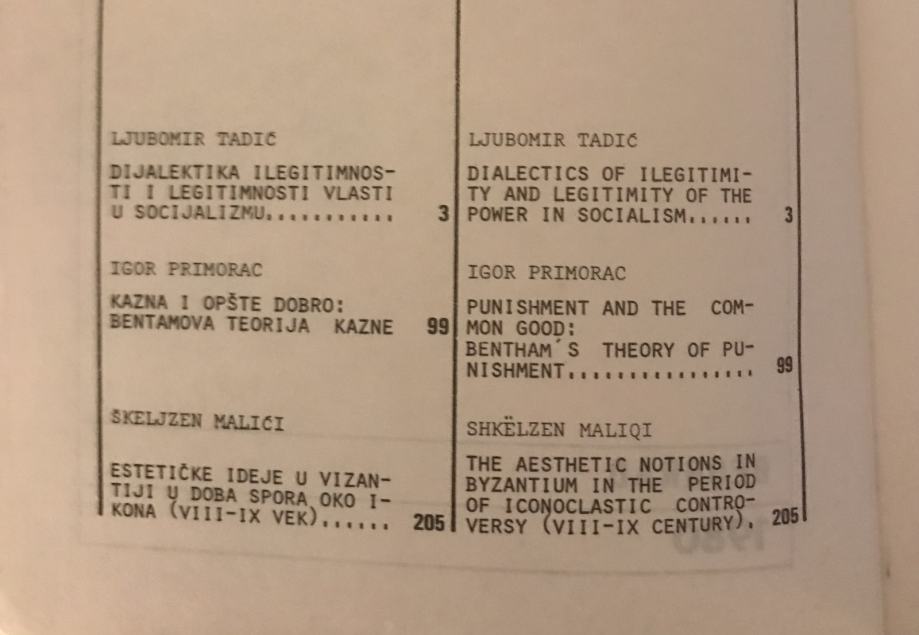 LJUBOMIR TADIĆ
DIJALEKTIKA ILEGITIMNOS-
TI I LEGITIMNOSTI VLASTI
U SOCIJALIZMU........... 3
IGOR PRIMORAC
KAZNA I OPŠTE DOBRO:
BENTAMOVA TEORIJA KAZNE 99
ŠKELJZEN MALIĆI
ESTETIČKE IDEJE U VIZAN-
TIJI U DOBA SPORA OKO I-
KONA (VIII-IX VEK)...... 205
LJUBOMIR TADIĆ
DIALECTICS OF ILEGITIMI-
TY AND LEGITIMITY OF THE
POWER IN SOCIALISM...... 3
IGOR PRIMORAC
PUNISHMENT AND THE COM-
MON GOOD:
BENTHAM´S THEORY OF PU-
NISHMENT................ 99
SHKËLZEN MALIQI
THE AESTHETIC NOTIONS IN
BYZANTIUM IN THE PERIOD
OF ICONOCLASTIC CONTRO-
VERSY (VIII-IX CENTURY). 205
1980